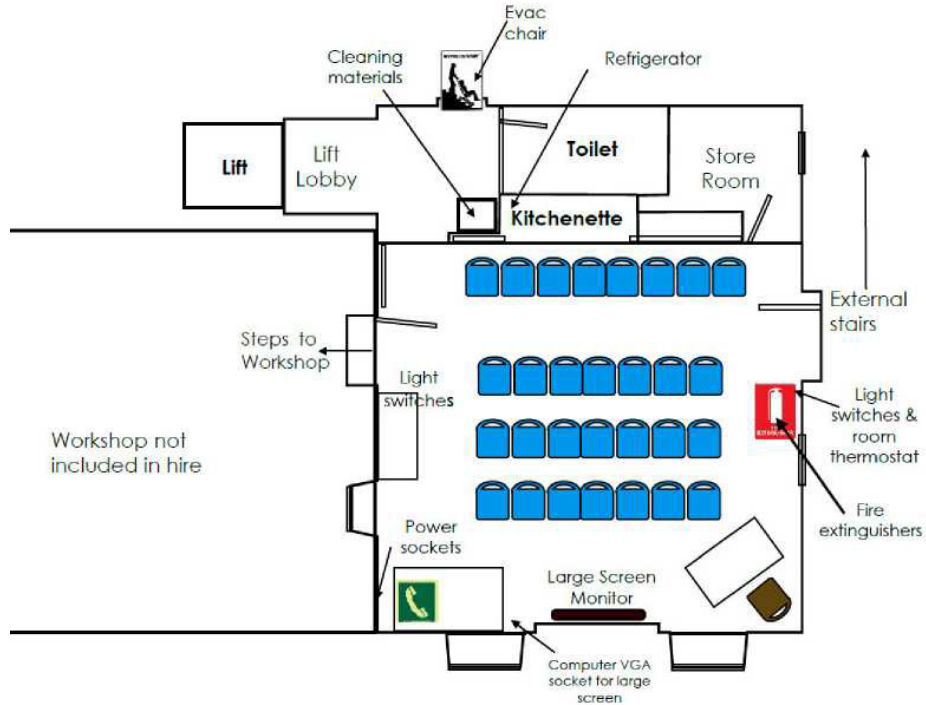 Evac
chair
Cleaning
materials
Refrigerator
Lift
Lift
Lobby
Toilet
Store
Room
Kitchenette
External
stairs
Steps to
Workshop
Light
switches
Light
switches &
room
thermostat
Workshop not
included in hire
Fire
extinguishers
Power
sockets
Large Screen
Monitor
Computer VGA
socket for large
screen